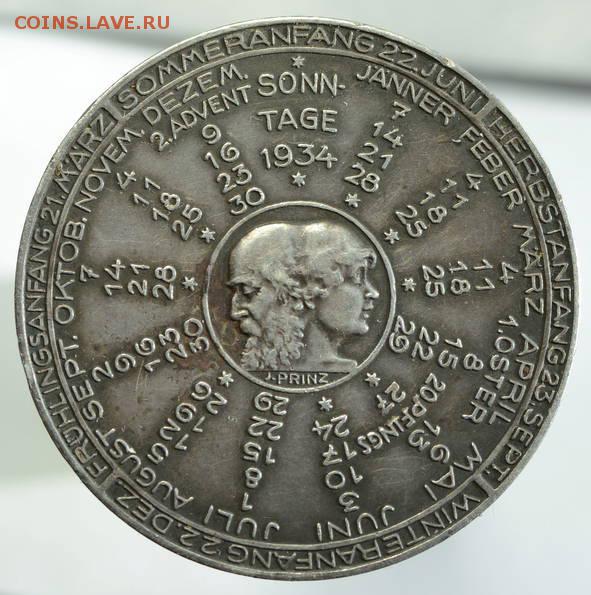 COINS.LAVE.RU
SOMMERANFANG 22.JUNI
HERBSTANFANG 23.SEPT
WINTERANFANG 22.DEZ.
FRÜHLINGSANFANG 21.MÄRZ
SONN-
TAGE
1934
JÄNNER
7
14
21
28
FEBER
4
11
18
25
MÄRZ
4
11
18
25
APRIL
1.OSTER
8
15
22
29
MAI
6
13
20.PFINGS
27
JUNI
3
10
17
24
JULI
1
8
15
22
29
AUGUST
5
12
19
26
SEPT.
2
9
16
23
30
OKTOB.
7
14
21
28
NOVEM.
4
11
18
25
DEZEM.
2.ADVENT
9
16
23
30
J.PRINZ